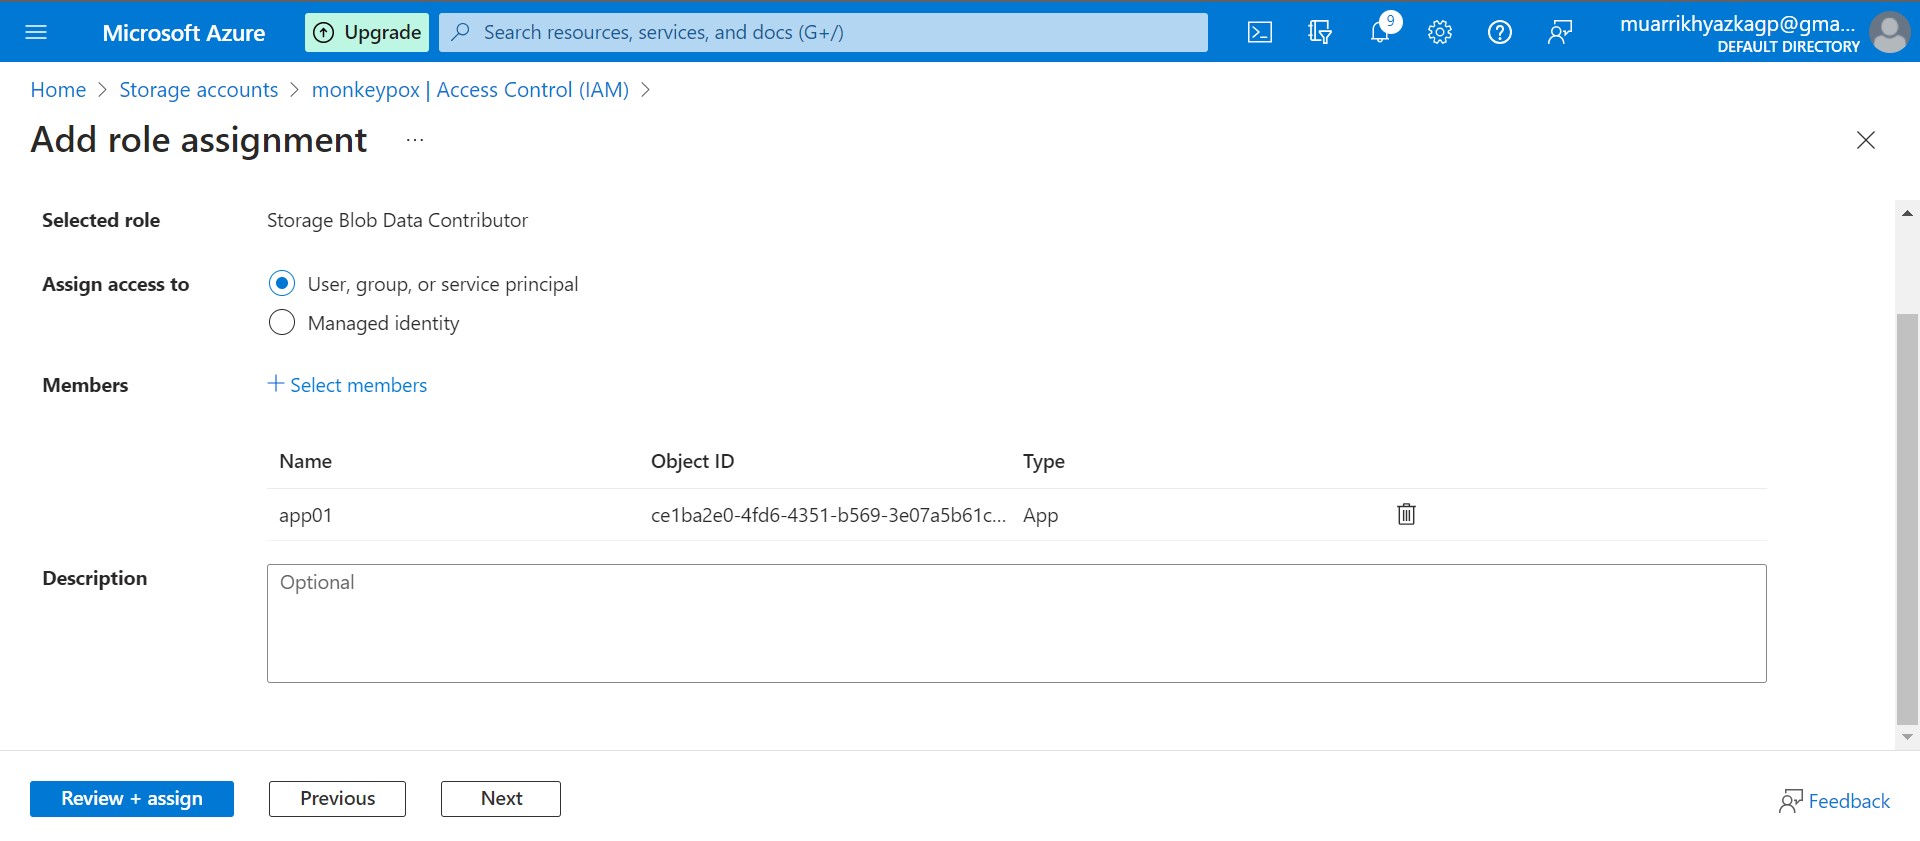 Microsoft Azure
Upgrade
Search resources, services, and docs (G+/)
9
muarrikhyazkagp@gma...
DEFAULT DIRECTORY
Home > Storage accounts > monkeypox | Access Control (IAM) >
Add role assignment ...
Selected role Storage Blob Data Contributor
Assign access to User, group, or service principal
Managed identity
Members + Select members
Name Object ID Type
app01 ce1ba2e0-4fd6-4351-b569-3e07a5b61c... App
Description Optional
Review + assign Previous Next Feedback